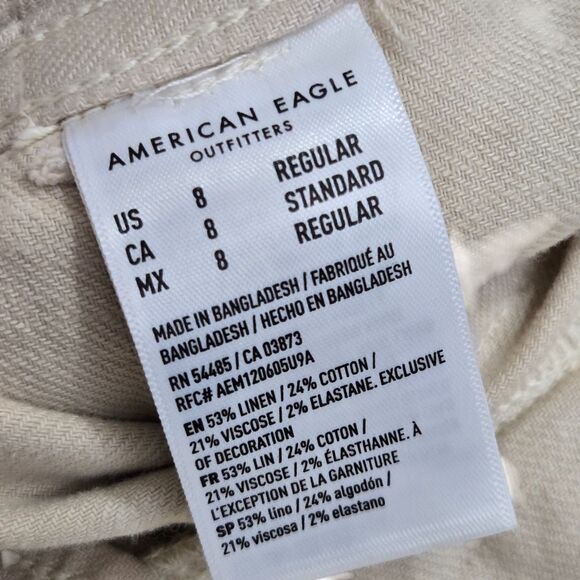 AMERICAN EAGLE
OUTFITTERS
US 8 REGULAR
CA 8 STANDARD
MX 8 REGULAR
MADE IN BANGLADESH / FABRIQUÉ AU
BANGLADESH / HECHO EN BANGLADESH
RN 54485 / CA 03873
RFC# AEM120605U9A
EN 53% LINEN / 24% COTTON /
21% VISCOSE / 2% ELASTANE. EXCLUSIVE
OF DECORATION
FR 53% LIN / 24% COTON /
21% VISCOSE / 2% ÉLASTHANNE. À
L'EXCEPTION DE LA GARNITURE
SP 53% lino / 24% algodón /
21% viscosa / 2% elastano